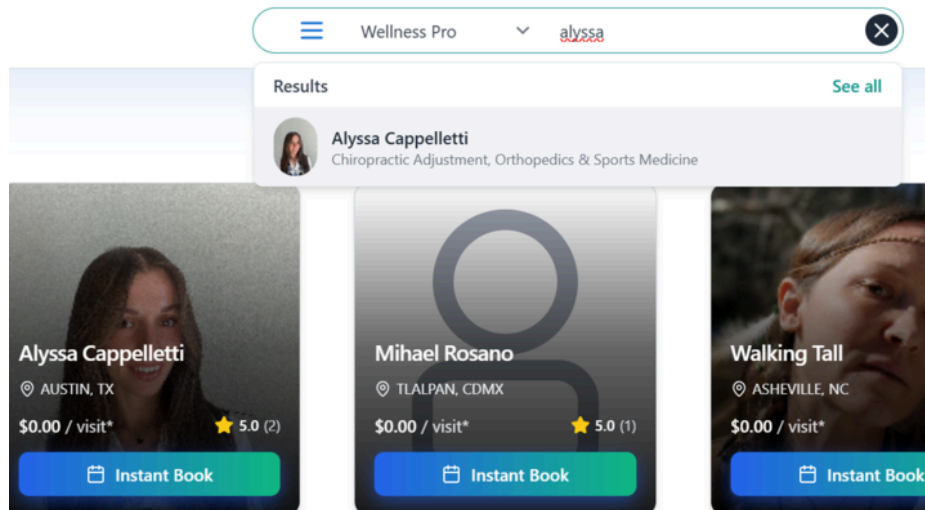 Wellness Pro alyssa
Results See all
Alyssa Cappelletti
Chiropractic Adjustment, Orthopedics & Sports Medicine
Alyssa Cappelletti
AUSTIN, TX
$0.00 / visit* 5.0 (2)
Instant Book
Mihael Rosano
TLALPAN, CDMX
$0.00 / visit* 5.0 (1)
Instant Book
Walking Tall
ASHEVILLE, NC
$0.00 / visit*
Instant Book